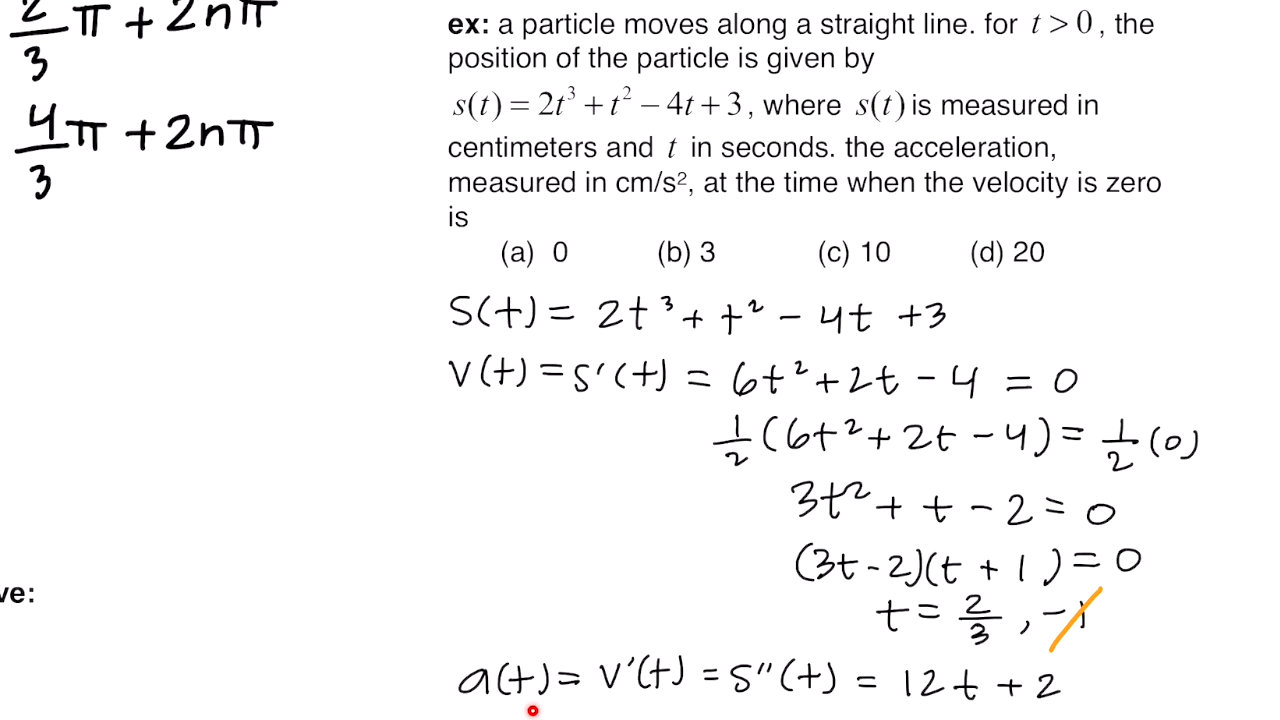 2/3 π + 2nπ
4/3 π + 2nπ
ve:
ex: a particle moves along a straight line. for t > 0 , the
position of the particle is given by
s(t) = 2t³ + t² − 4t + 3 , where s(t) is measured in
centimeters and t in seconds. the acceleration,
measured in cm/s², at the time when the velocity is zero
is
(a) 0 (b) 3 (c) 10 (d) 20
S(t) = 2t³ + t² − 4t + 3
V(t) = s'(t) = 6t² + 2t − 4 = 0
1/2 (6t² + 2t − 4) = 1/2 (0)
3t² + t − 2 = 0
(3t − 2)(t + 1) = 0
t = 2/3 , −1
a(t) = v'(t) = s''(t) = 12t + 2